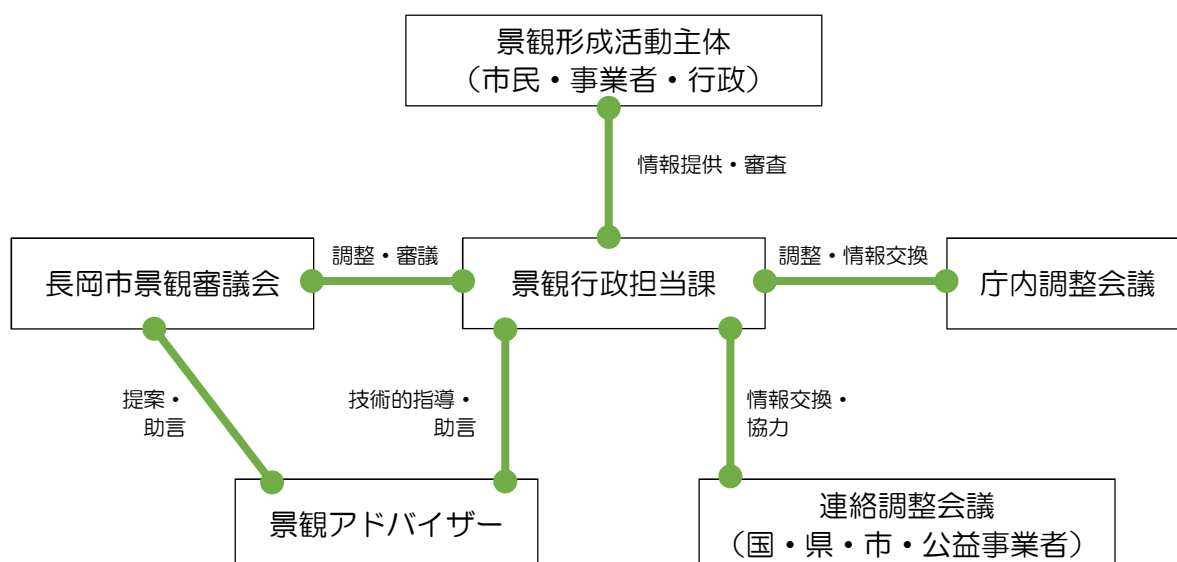 景観形成活動主体
（市民・事業者・行政）
情報提供・審査
長岡市景観審議会
調整・審議
景観行政担当課
調整・情報交換
庁内調整会議
提案・
助言
技術的指導・
助言
情報交換・
協力
景観アドバイザー
連絡調整会議
（国・県・市・公益事業者）